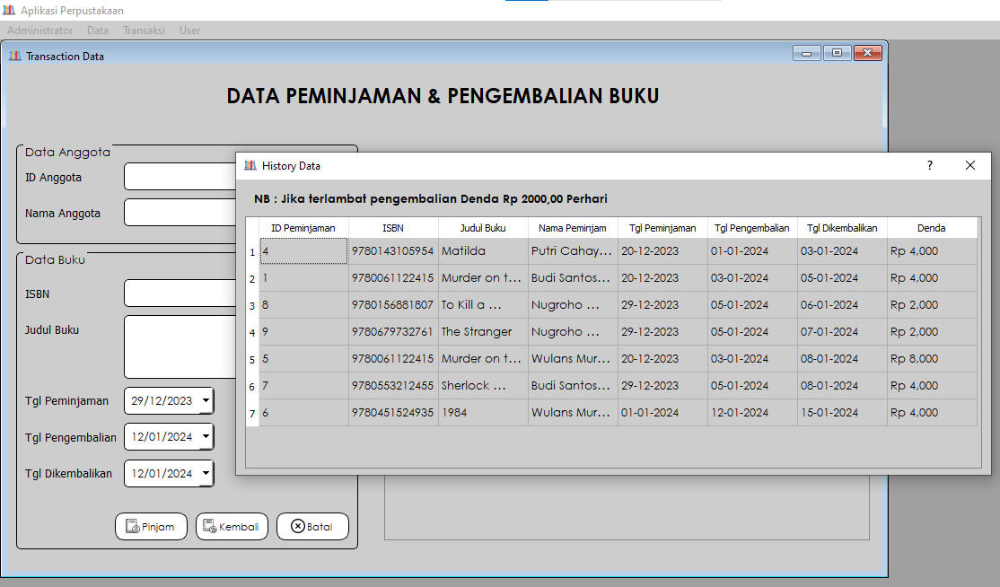 Aplikasi Perpustakaan
Administrator Data Transaksi User
Transaction Data
DATA PEMINJAMAN & PENGEMBALIAN BUKU
Data Anggota
ID Anggota
Nama Anggota
Data Buku
ISBN
Judul Buku
Tgl Peminjaman 29/12/2023
Tgl Pengembalian 12/01/2024
Tgl Dikembalikan 12/01/2024
Pinjam Kembali Batal
History Data ?
NB : Jika terlambat pengembalian Denda Rp 2000,00 Perhari
ID Peminjaman ISBN Judul Buku Nama Peminjam Tgl Peminjaman Tgl Pengembalian Tgl Dikembalikan Denda
1 4 9780143105954 Matilda Putri Cahay... 20-12-2023 01-01-2024 03-01-2024 Rp 4,000
2 1 9780061122415 Murder on t... Budi Santos... 20-12-2023 03-01-2024 05-01-2024 Rp 4,000
3 8 9780156881807 To Kill a ... Nugroho ... 29-12-2023 05-01-2024 06-01-2024 Rp 2,000
4 9 9780679732761 The Stranger Nugroho ... 29-12-2023 05-01-2024 07-01-2024 Rp 2,000
5 5 9780061122415 Murder on t... Wulans Mur... 20-12-2023 03-01-2024 08-01-2024 Rp 8,000
6 7 9780553212455 Sherlock ... Budi Santos... 29-12-2023 05-01-2024 08-01-2024 Rp 4,000
7 6 9780451524935 1984 Wulans Mur... 01-01-2024 12-01-2024 15-01-2024 Rp 4,000